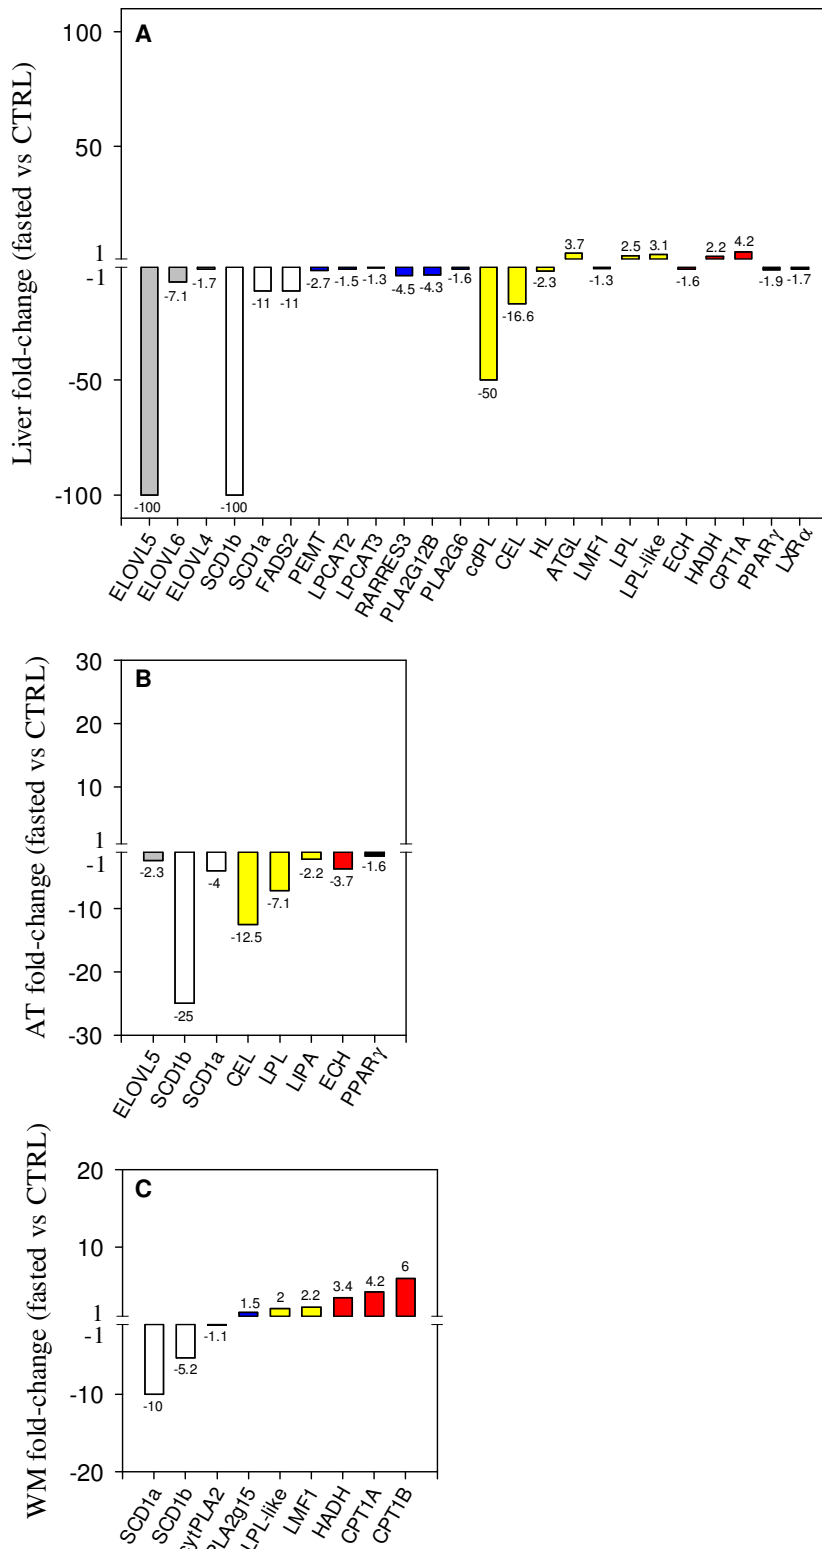 A
Liver fold-change (fasted vs CTRL)
100
50
1
-1
-50
-100
-100
-7.1
-1.7
-100
-11
-11
-2.7
-1.5
-1.3
-4.5
-4.3
-1.6
-50
-16.6
-2.3
3.7
-1.3
2.5
3.1
-1.6
2.2
4.2
-1.9
-1.7
ELOVL5
ELOVL6
ELOVL4
SCD1b
SCD1a
FADS2
PEMT
LPCAT2
LPCAT3
RARRES3
PLA2G12B
PLA2G6
cdPL
CEL
HL
ATGL
LMF1
LPL
LPL-like
ECH
HADH
CPT1A
PPARγ
LXRα
B
AT fold-change (fasted vs CTRL)
30
20
10
1
-1
-10
-20
-30
-2.3
-25
-4
-12.5
-7.1
-2.2
-3.7
-1.6
ELOVL5
SCD1b
SCD1a
CEL
LPL
LIPA
ECH
PPARγ
C
WM fold-change (fasted vs CTRL)
20
10
1
-1
-10
-20
-10
-5.2
-1.1
1.5
2
2.2
3.4
4.2
6
SCD1a
SCD1b
cytPLA2
PLA2g15
LPL-like
LMF1
HADH
CPT1A
CPT1B